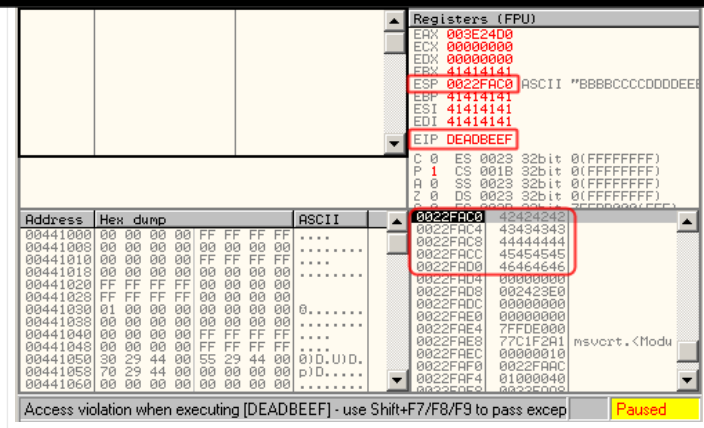 Registers (FPU)
EAX 003E24D0
ECX 00000000
EDX 00000000
EBX 41414141
ESP 0022FAC0 ASCII "BBBBCCCCDDDDEEE
EBP 41414141
ESI 41414141
EDI 41414141
EIP DEADBEEF
C 0 ES 0023 32bit 0(FFFFFFFF)
P 1 CS 001B 32bit 0(FFFFFFFF)
A 0 SS 0023 32bit 0(FFFFFFFF)
Z 0 DS 0023 32bit 0(FFFFFFFF)
Address Hex dump ASCII
00441000 00 00 00 00 FF FF FF FF ....
00441008 00 00 00 00 00 00 00 00 ........
00441010 00 00 00 00 FF FF FF FF ....
00441018 00 00 00 00 00 00 00 00 ........
00441020 FF FF FF FF 00 00 00 00 ....
00441028 FF FF FF FF 00 00 00 00 ....
00441030 01 00 00 00 00 00 00 00
00441038 00 00 00 00 00 00 00 00 ........
00441040 00 00 00 00 FF FF FF FF ....
00441048 00 00 00 00 FF FF FF FF ....
00441050 30 29 44 00 55 29 44 00 0)D.U)D.
00441058 70 29 44 00 00 00 00 00 p)D.....
00441060 00 00 00 00 00 00 00 00 ........
0022FAC0 42424242
0022FAC4 43434343
0022FAC8 44444444
0022FACC 45454545
0022FAD0 46464646
0022FAD4 00000000
0022FAD8 002423E0
0022FADC 00000000
0022FAE0 00000000
0022FAE4 7FFDE000
0022FAE8 77C1F2A1 msvcrt.<Modu
0022FAEC 00000010
0022FAF0 0022FAAC
0022FAF4 01000040
Access violation when executing [DEADBEEF] - use Shift+F7/F8/F9 to pass excep
Paused